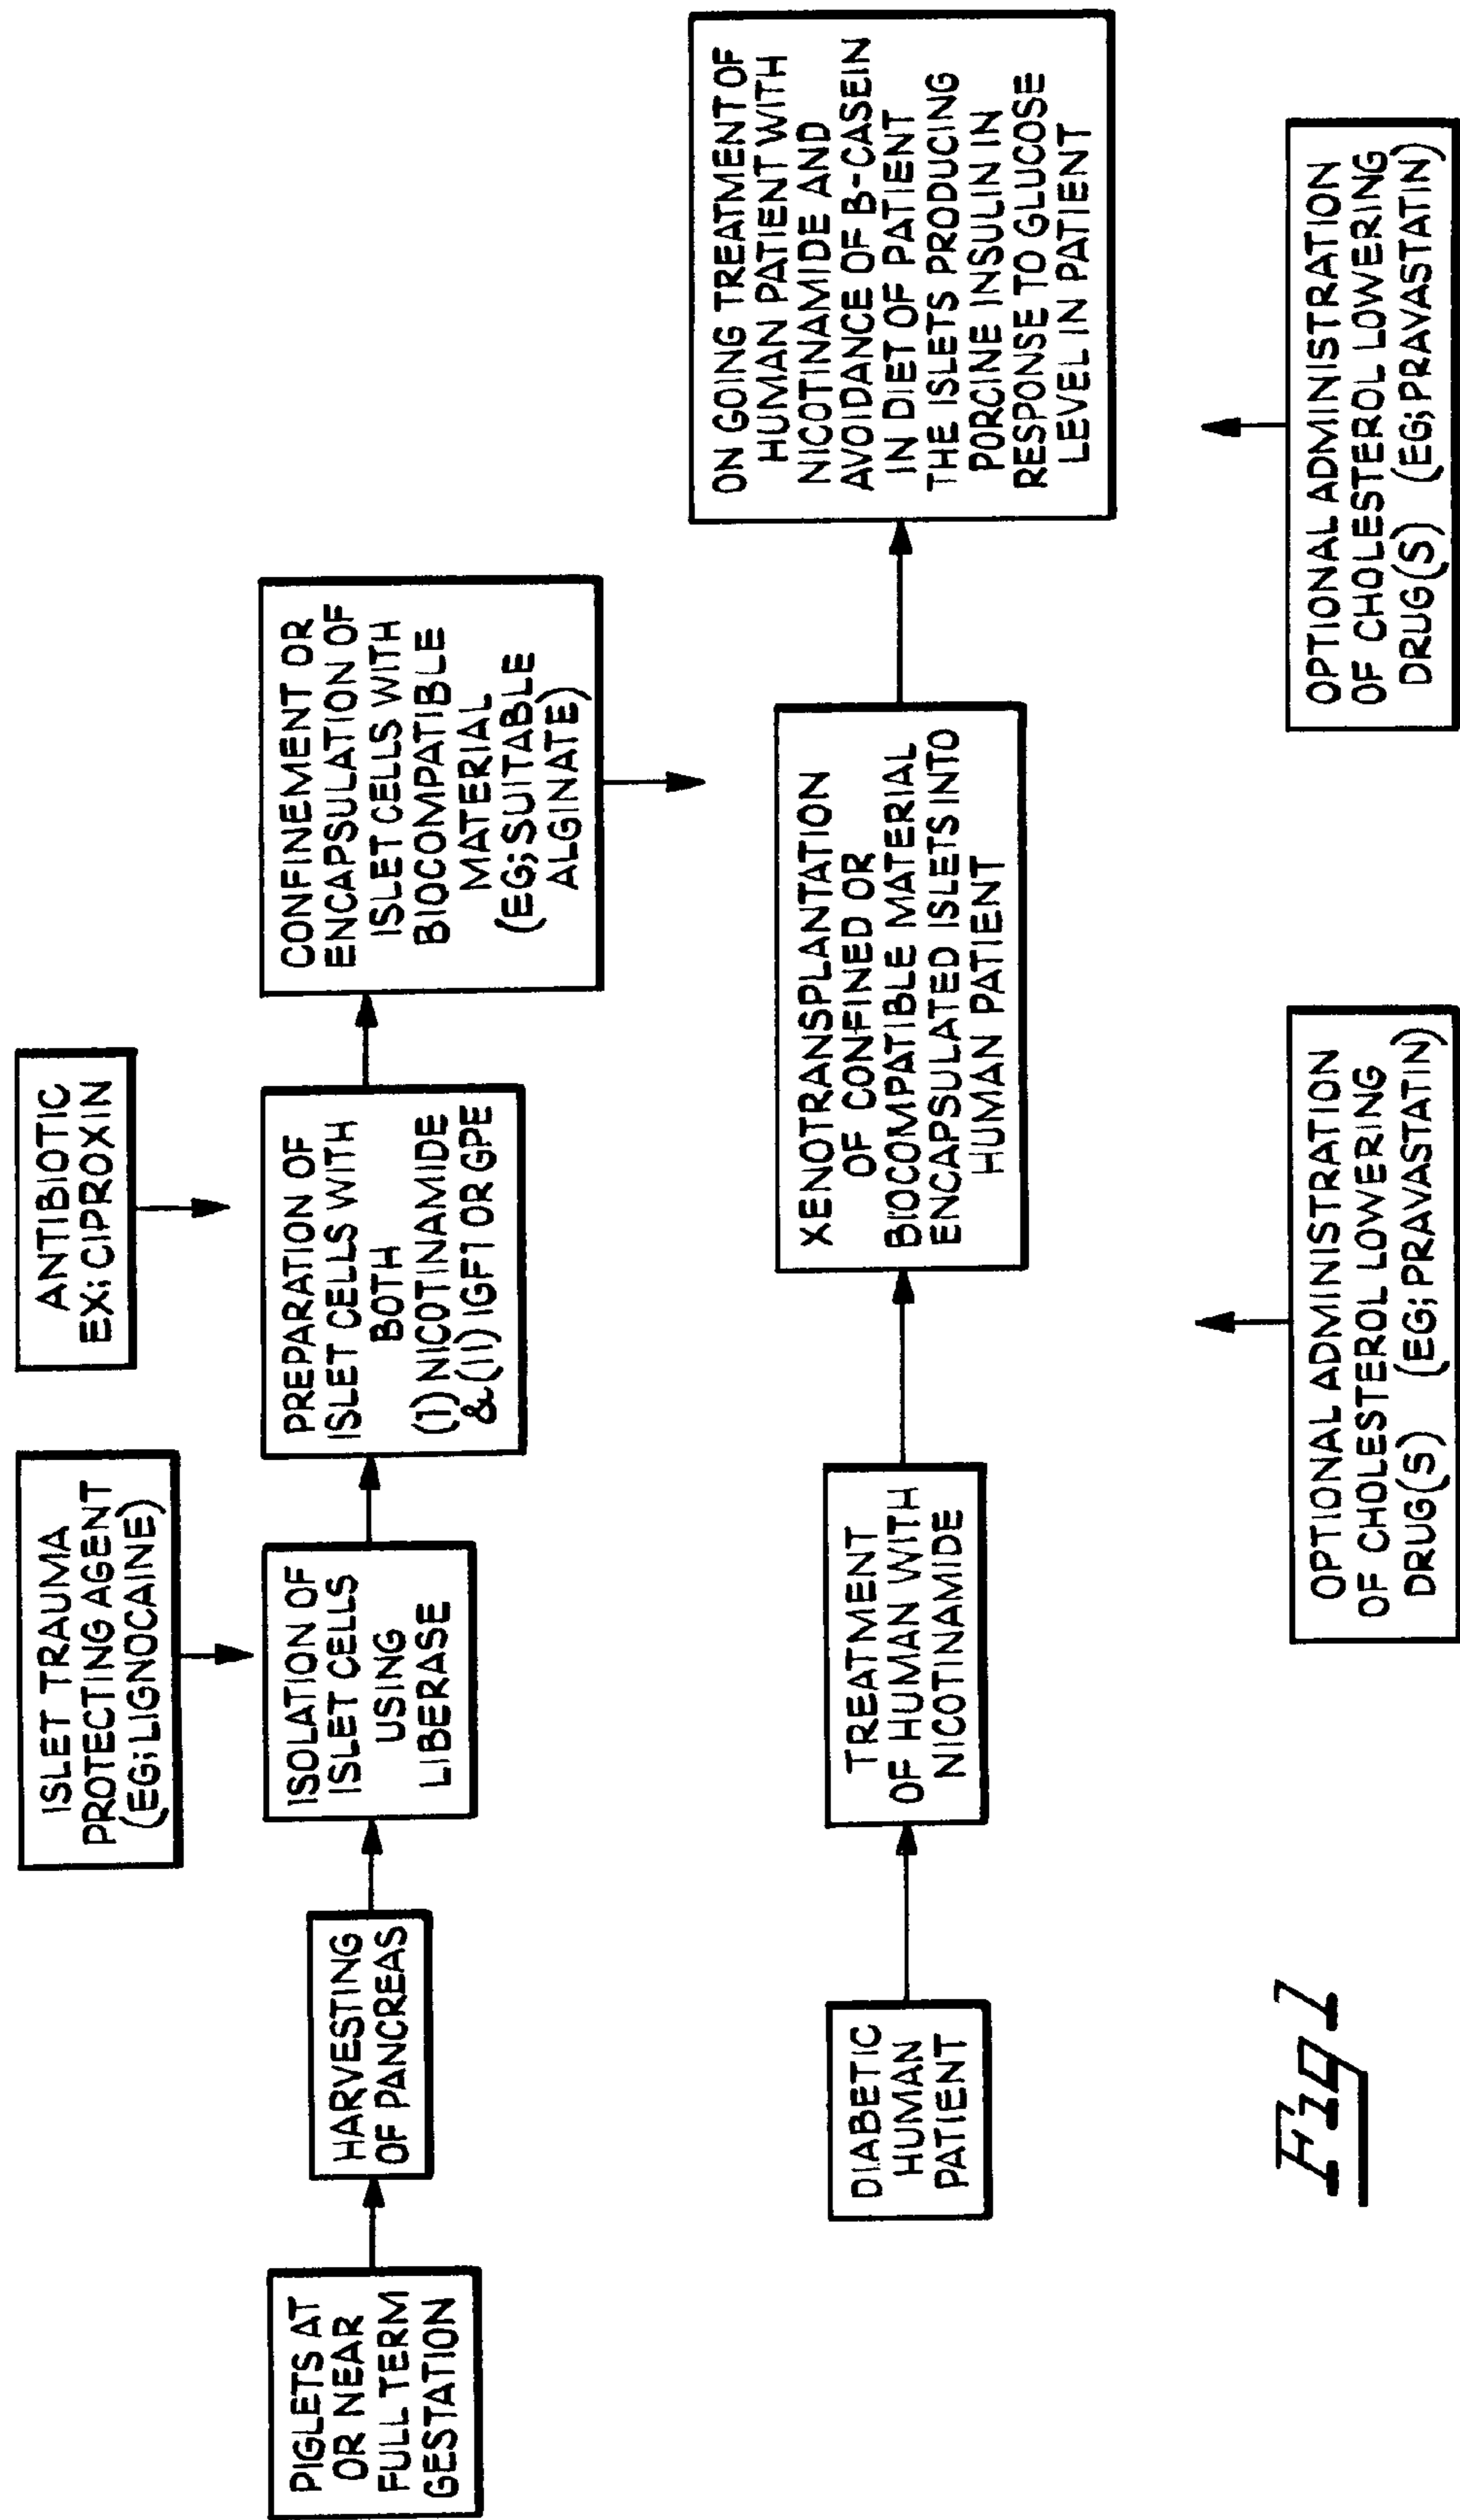 ISLET TRAUMA
PROTECTING AGENT
(EG; LIGNOCAINE)
ANTIBIOTIC
EX; CIPROXIN
PIGLETS AT
OR NEAR
FULL TERM
GESTATION
HARVESTING
OF PANCREAS
ISOLATION OF
ISLET CELLS
USING
LIBERASE
PREPARATION OF
ISLET CELLS WITH
BOTH
(1) NICOTINAMIDE
&(11) IGF1 OR GPE
CONFINEMENT OR
ENCAPSULATION OF
ISLET CELLS WITH
BIOCOMPATIBLE
MATERIAL
(EG; SUITABLE
ALGINATE)
DIABETIC
HUMAN
PATIENT
TREATMENT
OF HUMAN WITH
NICOTINAMIDE
XENOTRANSPLANTATION
OF CONFINED OR
BIOCOMPATIBLE MATERIAL
ENCAPSULATED ISLETS INTO
HUMAN PATIENT
ON GOING TREATMENT OF
HUMAN PATIENT WITH
NICOTINAMIDE AND
AVOIDANCE OF B-CASEIN
IN DIET OF PATIENT
THE ISLETS PRODUCING
PORCINE INSULIN IN
RESPONSE TO GLUCOSE
LEVEL IN PATIENT
OPTIONAL ADMINISTRATION
OF CHOLESTEROL LOWERING
DRUG(S) (EG; PRAVASTATIN)
OPTIONAL ADMINISTRATION
OF CHOLESTEROL LOWERING
DRUG(S) (EG; PRAVASTATIN)
Fig 1